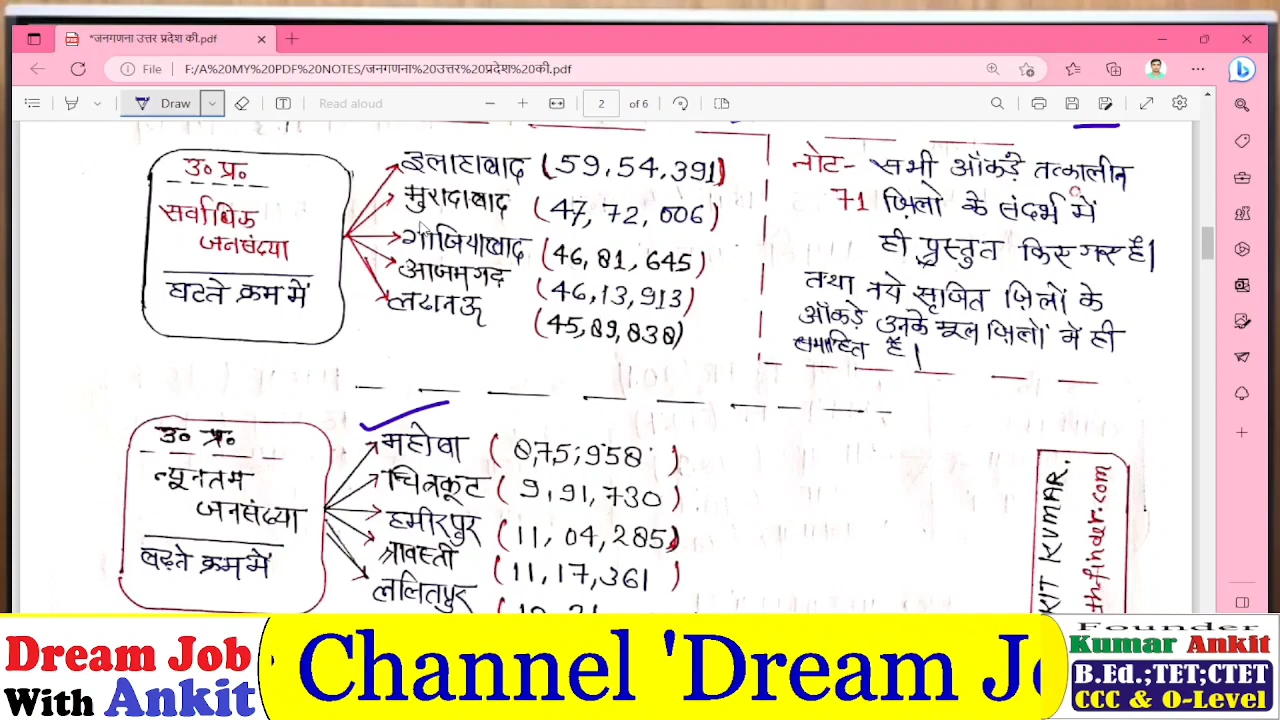 *जनगणना उत्तर प्रदेश की.pdf
File F:/A%20MY%20PDF%20NOTES/जनगणना%20उत्तर%20प्रदेश%20की.pdf
Draw Read aloud 2 of 6
उ० प्र०
सर्वाधिक
जनसंख्या
घटते क्रम में
इलाहाबाद (59,54,391)
मुरादाबाद (47,72,006)
गाजियाबाद (46,81,645)
आजमगढ़ (46,13,913)
लखनऊ (45,89,838)
नोट- सभी आँकड़े तत्कालीन
71 ज़िलो के संदर्भ में
ही प्रस्तुत किए गए हैं।
तथा नये सृजित ज़िलों के
आँकड़े उनके मूल ज़िलों में ही
समाहित हैं।
उ० प्र०
न्यूनतम
जनसंख्या
बढ़ते क्रम में
महोबा (875,958)
चित्रकूट (9,91,730)
हमीरपुर (11,04,285)
श्रावस्ती (11,17,361)
ललितपुर
KIT KUMAR.
thfinder.com
Dream Job
With Ankit
Channel 'Dream J
Founder
Kumar Ankit
B.Ed.;TET;CTET
CCC & O-Level